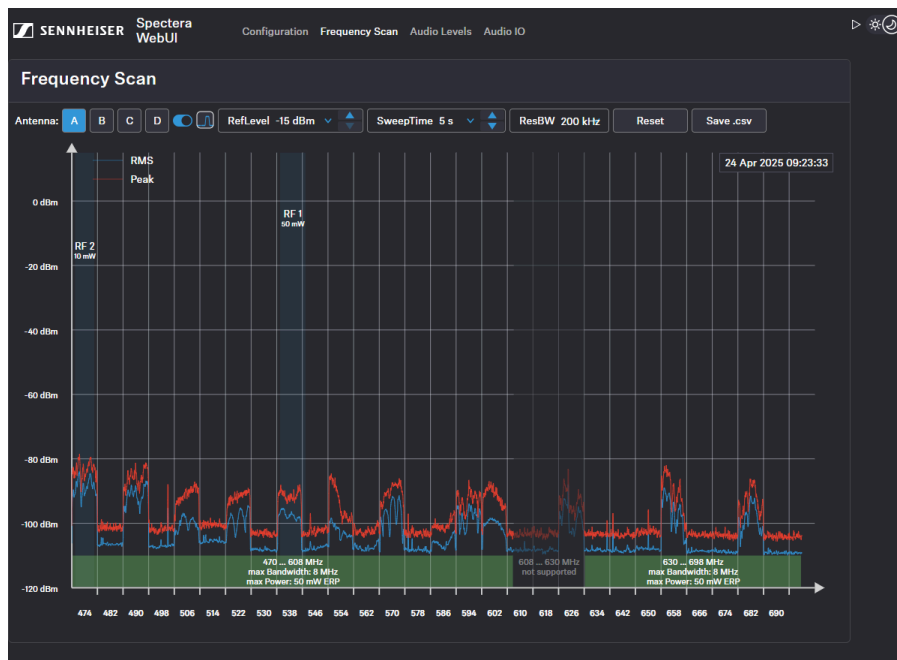 SENNHEISER
Spectera
WebUI
Configuration Frequency Scan Audio Levels Audio IO
Frequency Scan
Antenna: A B C D RefLevel -15 dBm SweepTime 5 s ResBW 200 kHz Reset Save .csv
RMS
Peak
24 Apr 2025 09:23:33
0 dBm
RF 1
50 mW
RF 2
10 mW
-20 dBm
-40 dBm
-60 dBm
-80 dBm
-100 dBm
-120 dBm
470 ... 608 MHz
max Bandwidth: 8 MHz
max Power: 50 mW ERP
608 ... 630 MHz
not supported
630 ... 698 MHz
max Bandwidth: 8 MHz
max Power: 50 mW ERP
474 482 490 498 506 514 522 530 538 546 554 562 570 578 586 594 602 610 618 626 634 642 650 658 666 674 682 690